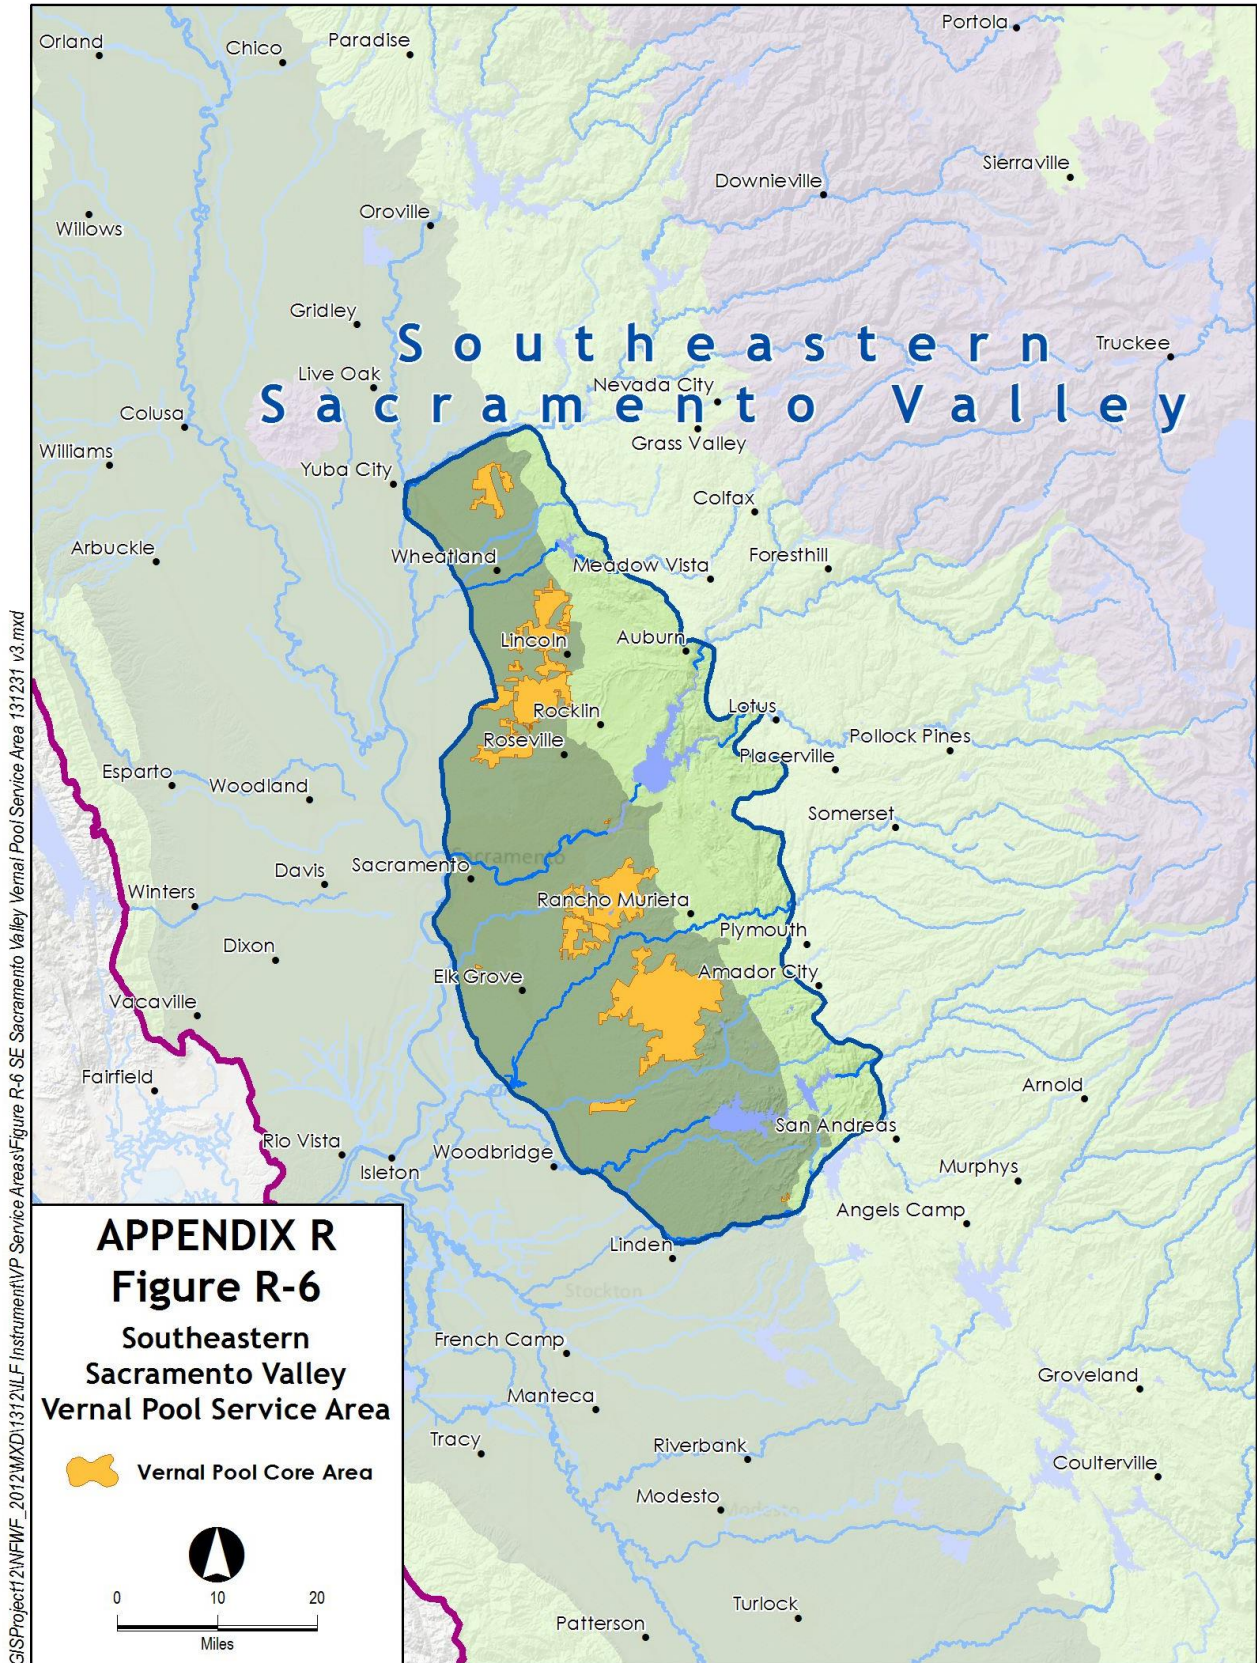 Orland
Chico
Paradise
Portola
Sierraville
Downieville
Willows
Oroville
Gridley
Southeastern
Truckee
Live Oak
Nevada City
Sacramento Valley
Colusa
Grass Valley
Williams
Yuba City
Colfax
Arbuckle
Wheatland
Meadow Vista
Foresthill
Lincoln
Auburn
Rocklin
Lotus
Roseville
Pollock Pines
Placerville
Esparto
Woodland
Somerset
Sacramento
Davis
Sacramento
Winters
Rancho Murieta
Plymouth
Dixon
Elk Grove
Amador City
Vacaville
Fairfield
Arnold
San Andreas
Rio Vista
Isleton
Woodbridge
Murphys
Angels Camp
Linden
Stockton
French Camp
Groveland
Manteca
Tracy
Riverbank
Coulterville
Modesto
Modesto
Turlock
Patterson
APPENDIX R
Figure R-6
Southeastern
Sacramento Valley
Vernal Pool Service Area
Vernal Pool Core Area
0 10 20
Miles
GISProject12\NFWF_2012\MXD\1312\ILF Instrument\VP Service Areas\Figure R-6 SE Sacramento Valley Vernal Pool Service Area 131231 v3.mxd